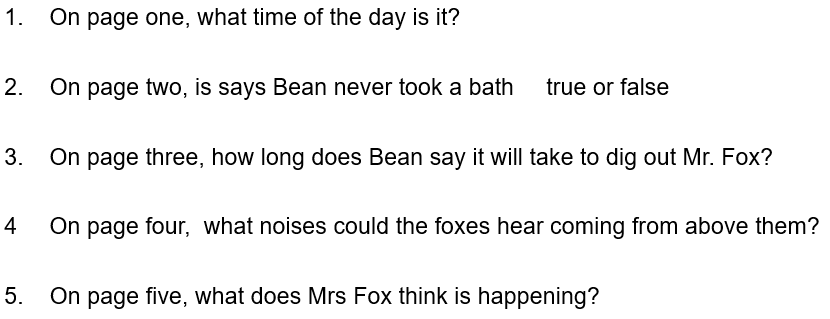 1. On page one, what time of the day is it?
2. On page two, is says Bean never took a bath true or false
3. On page three, how long does Bean say it will take to dig out Mr. Fox?
4 On page four, what noises could the foxes hear coming from above them?
5. On page five, what does Mrs Fox think is happening?